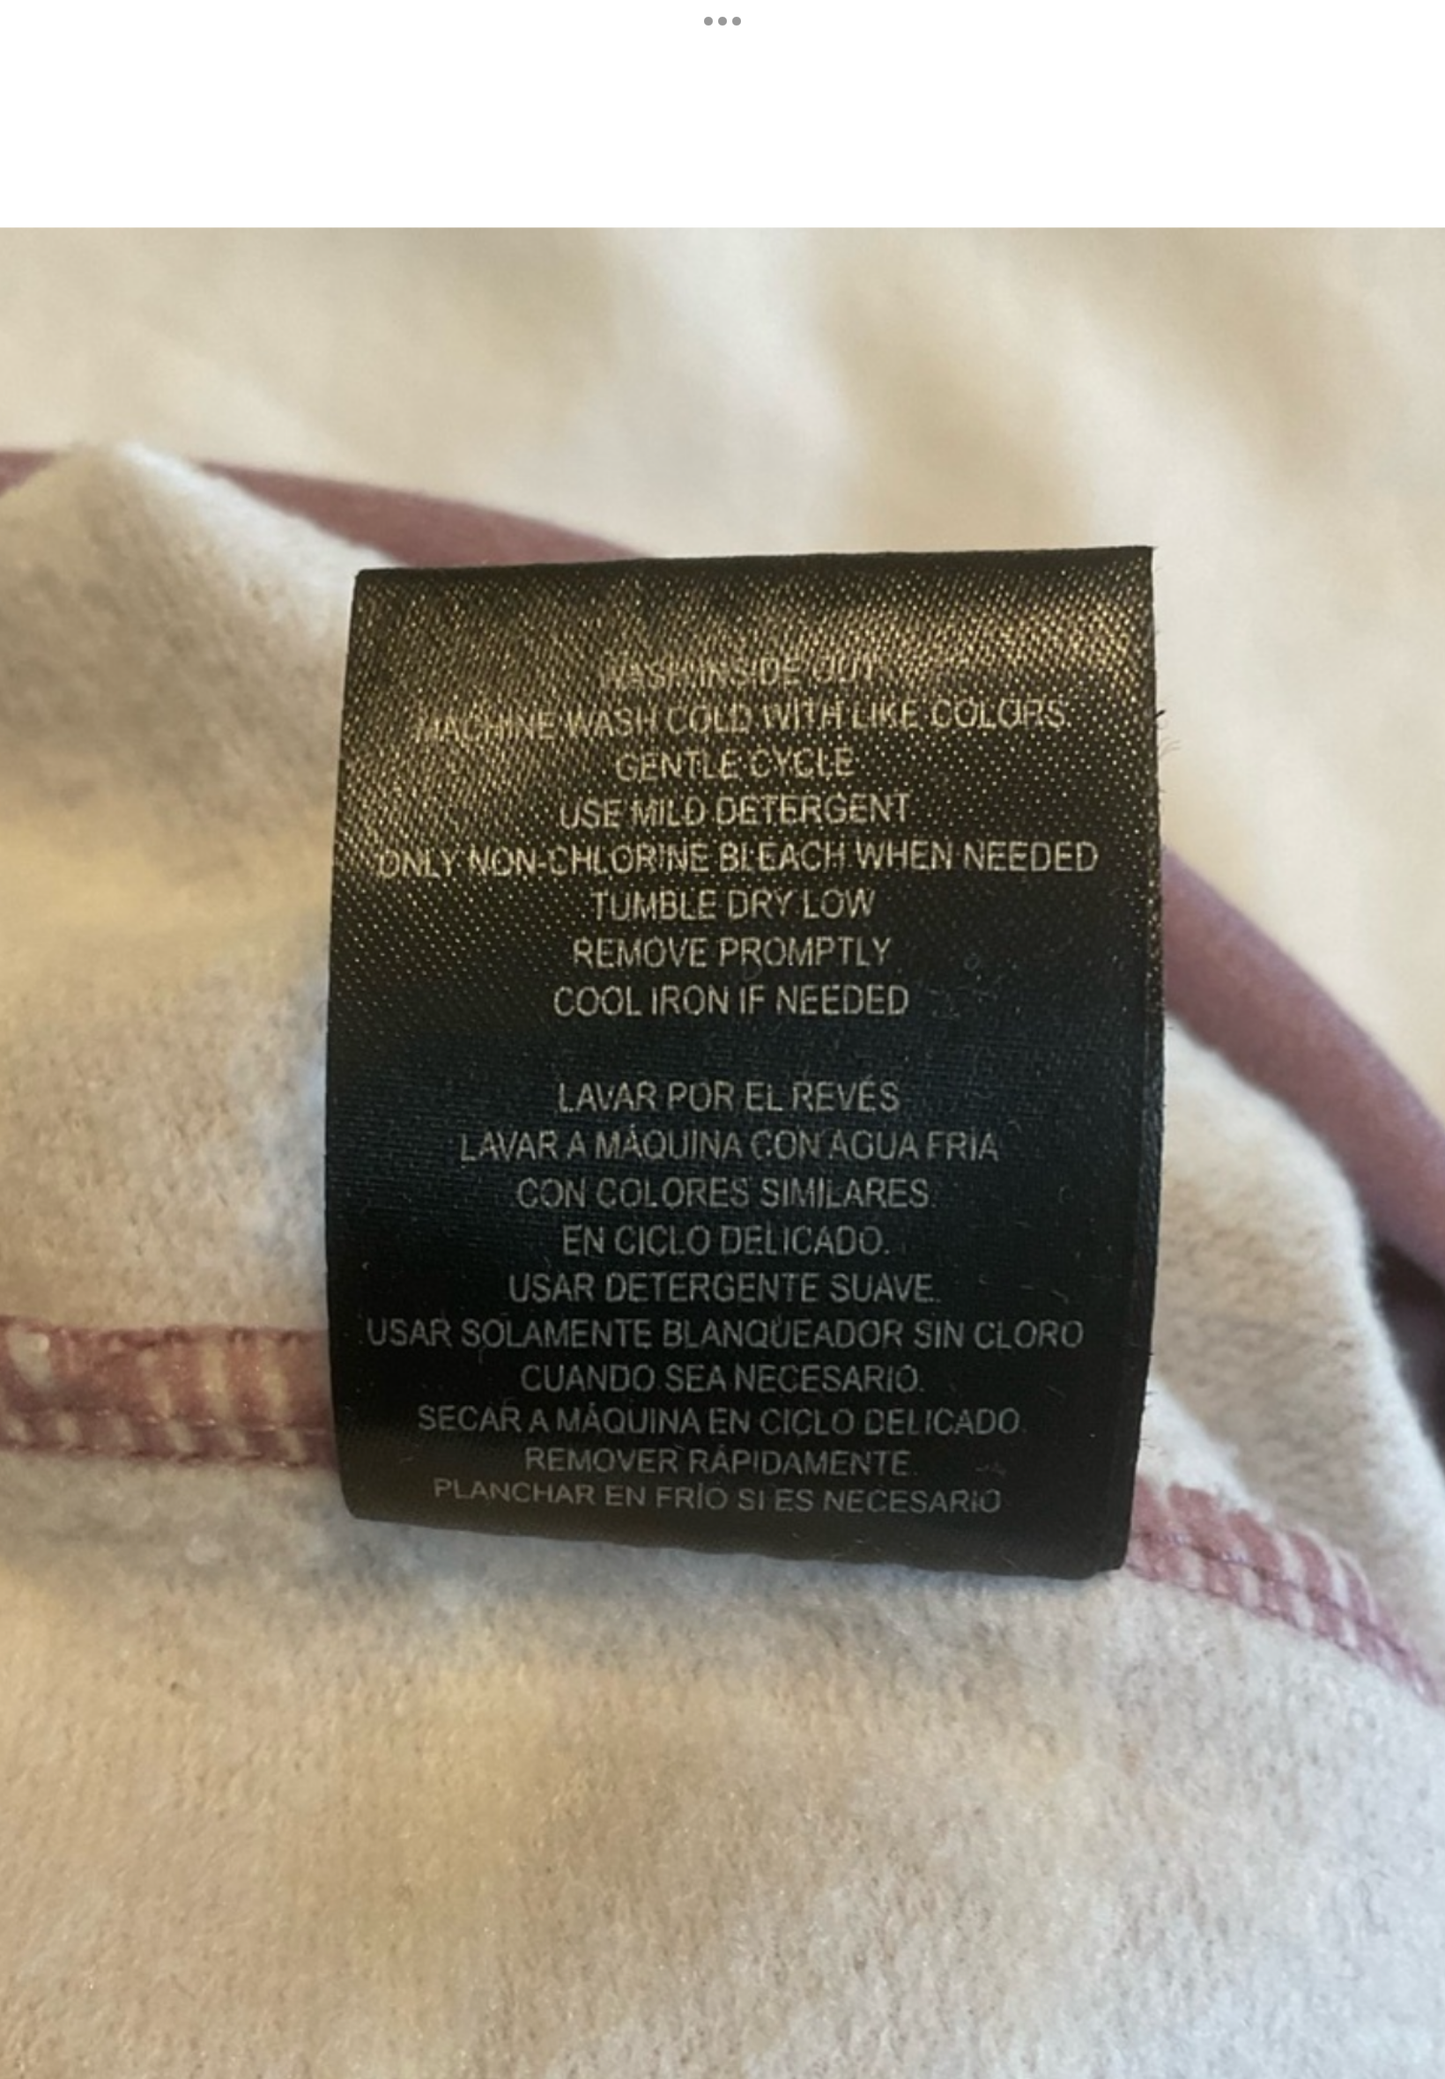 WASH INSIDE OUT
MACHINE WASH COLD WITH LIKE COLORS
GENTLE CYCLE
USE MILD DETERGENT
ONLY NON-CHLORINE BLEACH WHEN NEEDED
TUMBLE DRY LOW
REMOVE PROMPTLY
COOL IRON IF NEEDED
LAVAR POR EL REVÉS
LAVAR A MÁQUINA CON AGUA FRÍA
CON COLORES SIMILARES
EN CICLO DELICADO.
USAR DETERGENTE SUAVE.
USAR SOLAMENTE BLANQUEADOR SIN CLORO
CUANDO SEA NECESARIO.
SECAR A MÁQUINA EN CICLO DELICADO.
REMOVER RÁPIDAMENTE.
PLANCHAR EN FRÍO SI ES NECESARIO